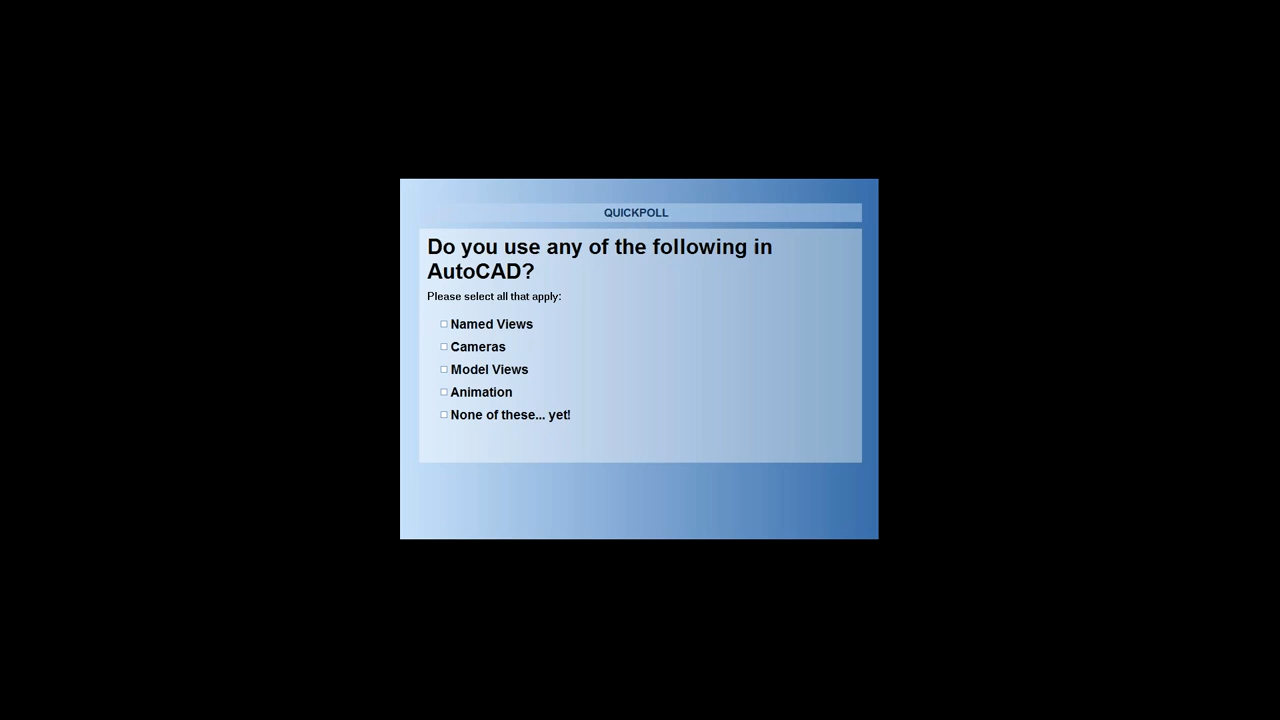 QUICKPOLL
Do you use any of the following in
AutoCAD?
Please select all that apply:
Named Views
Cameras
Model Views
Animation
None of these... yet!